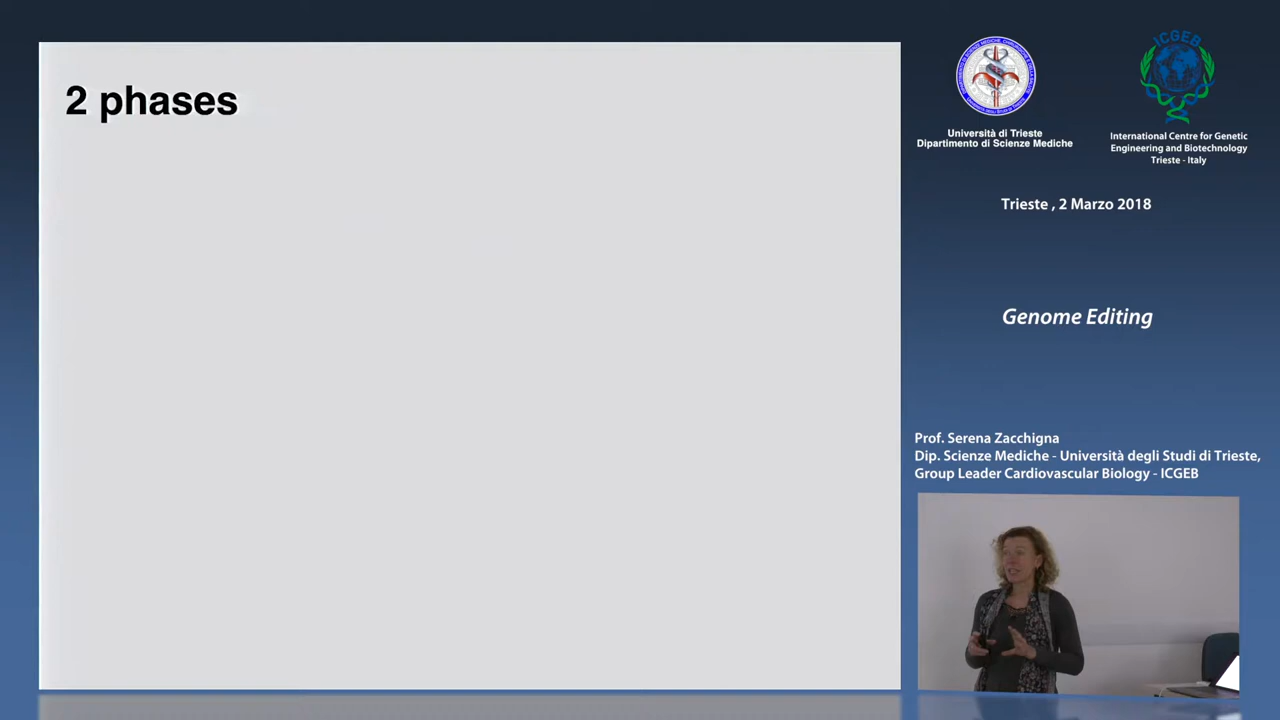 2 phases
ICGEB
Università di Trieste
Dipartimento di Scienze Mediche
International Centre for Genetic
Engineering and Biotechnology
Trieste - Italy
Trieste , 2 Marzo 2018
Genome Editing
Prof. Serena Zacchigna
Dip. Scienze Mediche - Università degli Studi di Trieste,
Group Leader Cardiovascular Biology - ICGEB